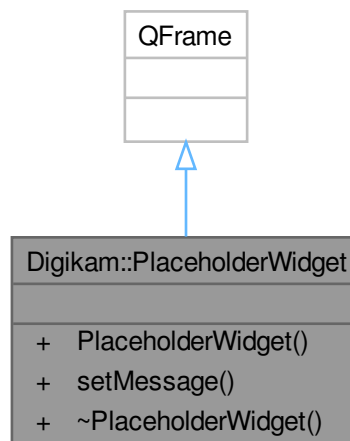 QFrame
Digikam::PlaceholderWidget
+ PlaceholderWidget()
+ setMessage()
+ ~PlaceholderWidget()